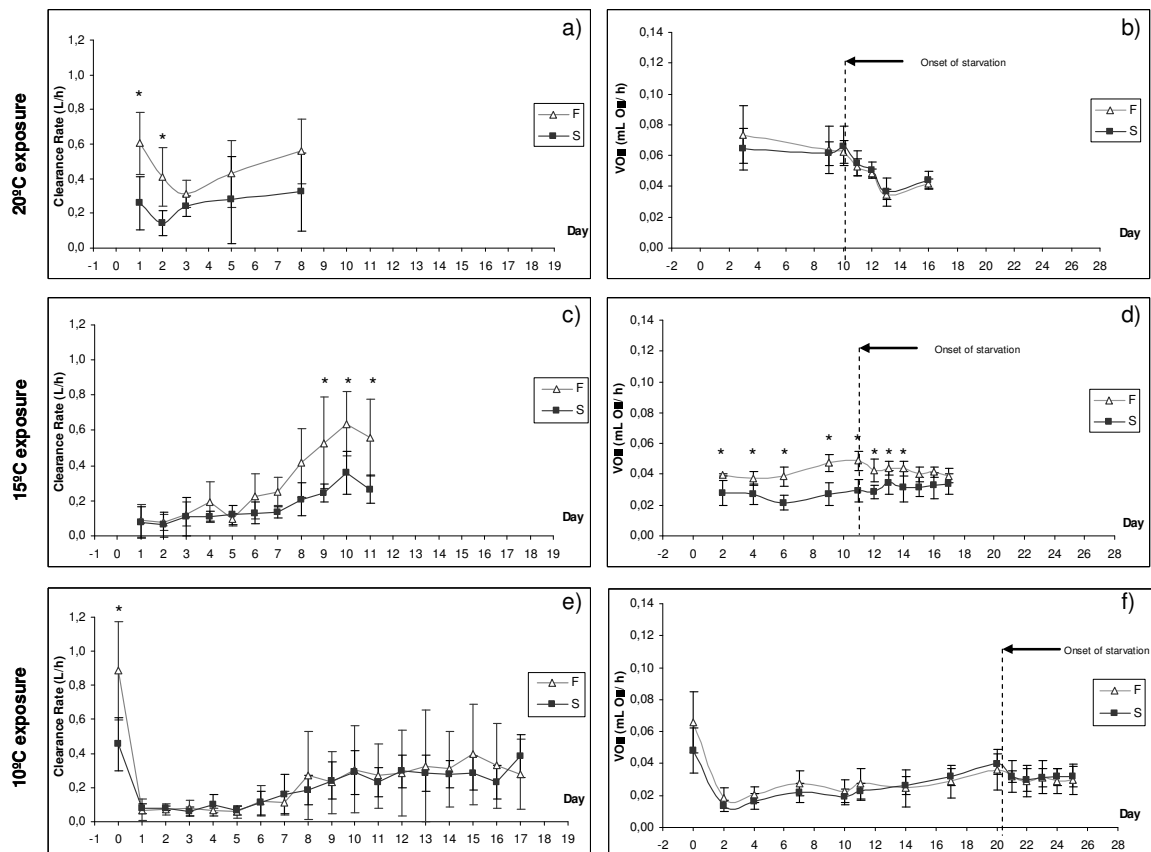 20ºC exposure
a)
Clearance Rate (L/h)
1,2
1,0
0,8
0,6
0,4
0,2
0,0
*
*
F
S
Day
-1 0 1 2 3 4 5 6 7 8 9 10 11 12 13 14 15 16 17 18 19
b)
VO■ (mL O■/ h)
0,14
0,12
0,10
0,08
0,06
0,04
0,02
0,00
Onset of starvation
F
S
Day
-2 0 2 4 6 8 10 12 14 16 18 20 22 24 26 28
15ºC exposure
c)
Clearance Rate (L/h)
1,2
1,0
0,8
0,6
0,4
0,2
0,0
* * *
F
S
Day
-1 0 1 2 3 4 5 6 7 8 9 10 11 12 13 14 15 16 17 18 19
d)
VO■ (mL O■/ h)
0,14
0,12
0,10
0,08
0,06
0,04
0,02
0,00
Onset of starvation
* * * * * * * *
F
S
Day
-2 0 2 4 6 8 10 12 14 16 18 20 22 24 26 28
10ºC exposure
e)
Clearance Rate (L/h)
1,2
1,0
0,8
0,6
0,4
0,2
0,0
*
F
S
Day
-1 0 1 2 3 4 5 6 7 8 9 10 11 12 13 14 15 16 17 18 19
f)
VO■ (mL O■/ h)
0,14
0,12
0,10
0,08
0,06
0,04
0,02
0,00
Onset of starvation
F
S
Day
-2 0 2 4 6 8 10 12 14 16 18 20 22 24 26 28